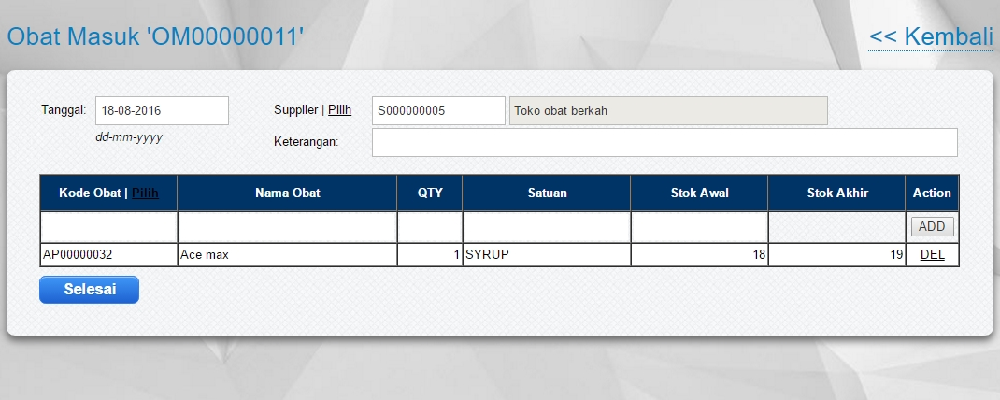 Obat Masuk 'OM00000011'
<< Kembali
Tanggal: 18-08-2016 Supplier | Pilih S000000005 Toko obat berkah
dd-mm-yyyy Keterangan:
Kode Obat | Pilih Nama Obat QTY Satuan Stok Awal Stok Akhir Action
ADD
AP00000032 Ace max 1 SYRUP 18 19 DEL
Selesai